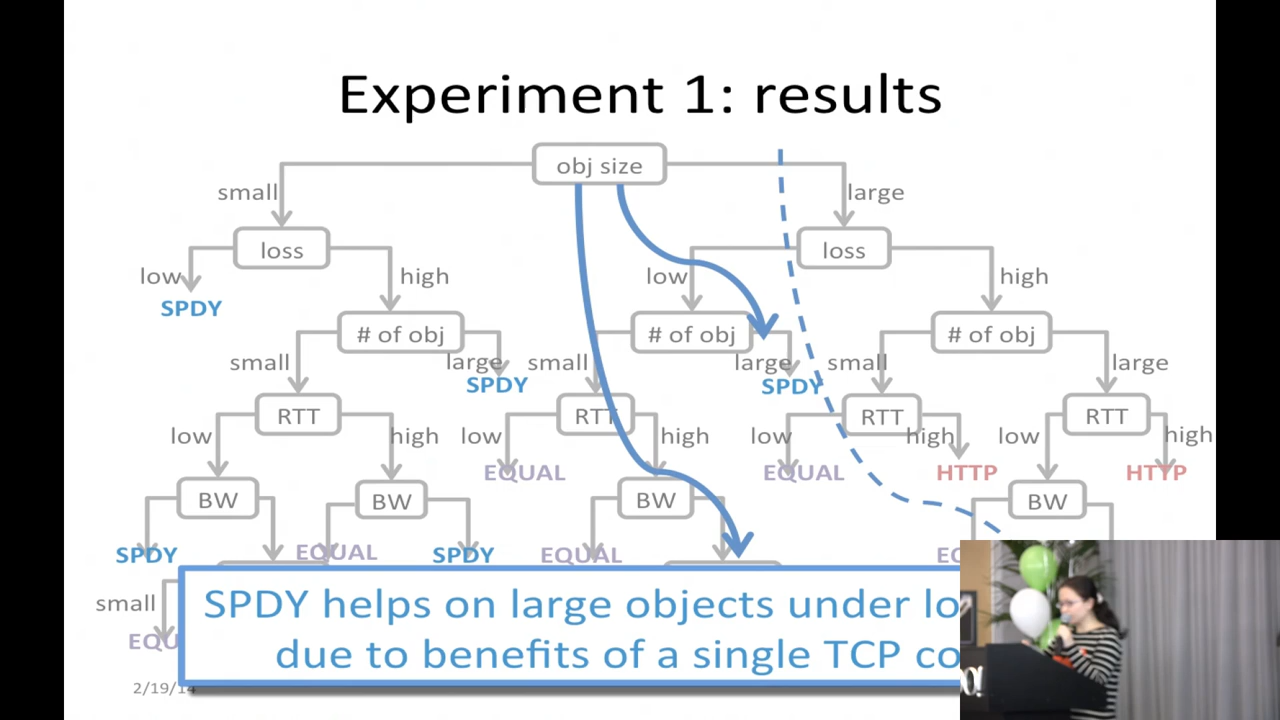 Experiment 1: results
obj size
small
large
loss
loss
low
high
low
high
SPDY
# of obj
# of obj
# of obj
small
large
small
large
small
large
SPDY
SPDY
RTT
RTT
RTT
RTT
low
high
low
high
low
high
low
high
EQUAL
EQUAL
HTTP
HTTP
BW
BW
BW
BW
SPDY
EQUAL
SPDY
EQUAL
small
SPDY helps on large objects under
due to benefits of a single TCP
2/19/14